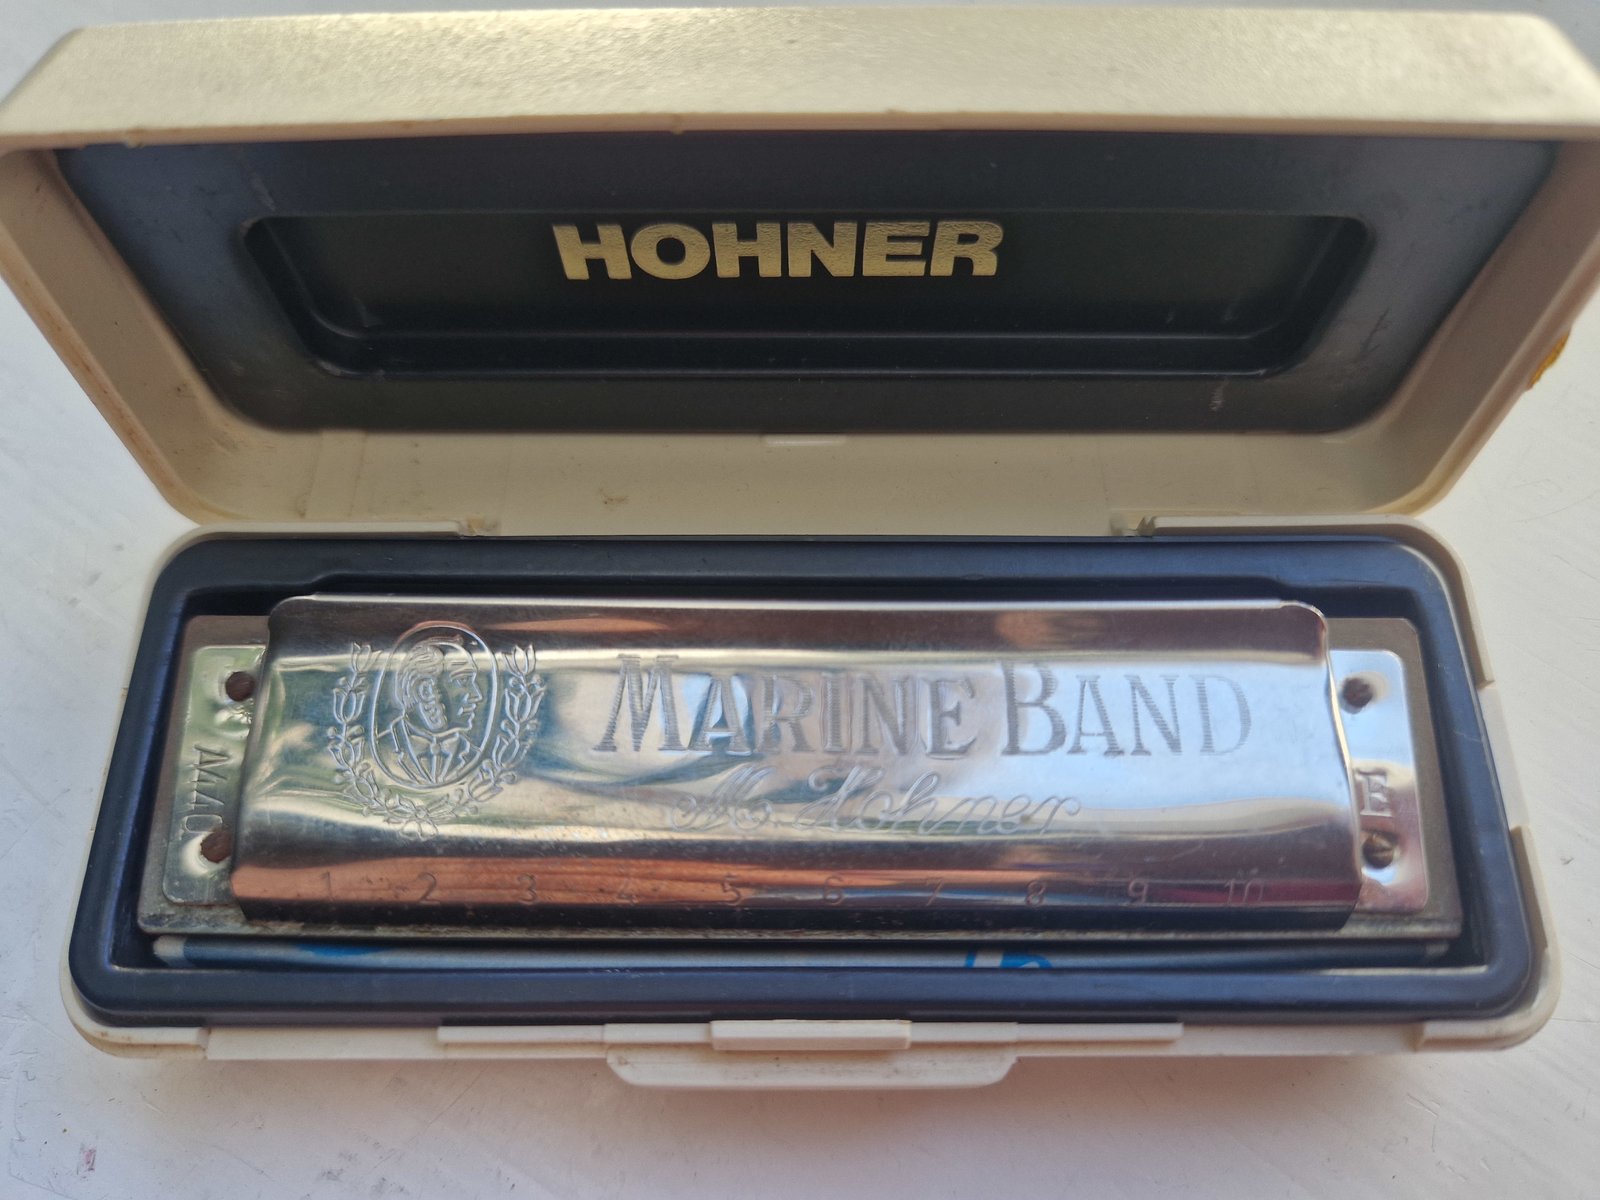 HOHNER
MARINE BAND
M. Hohner
E
1 2 3 4 5 6 7 8 9 10